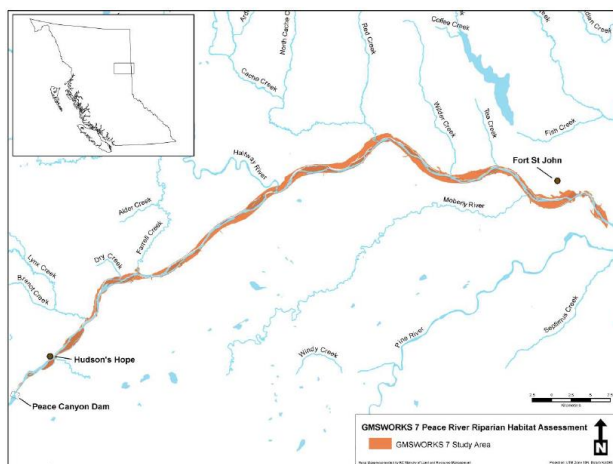 Coffee Creek
North Cache Creek
Red Creek
Cache Creek
Wilder Creek
Tea Creek
Fish Creek
Fort St John
Halfway River
Moberly River
Alder Creek
Farrell Creek
Lynx Creek
Dry Creek
Brenot Creek
Septimus Creek
Pine River
Windy Creek
Hudson's Hope
Peace Canyon Dam
GMSWORKS 7 Peace River Riparian Habitat Assessment
GMSWORKS 7 Study Area
N